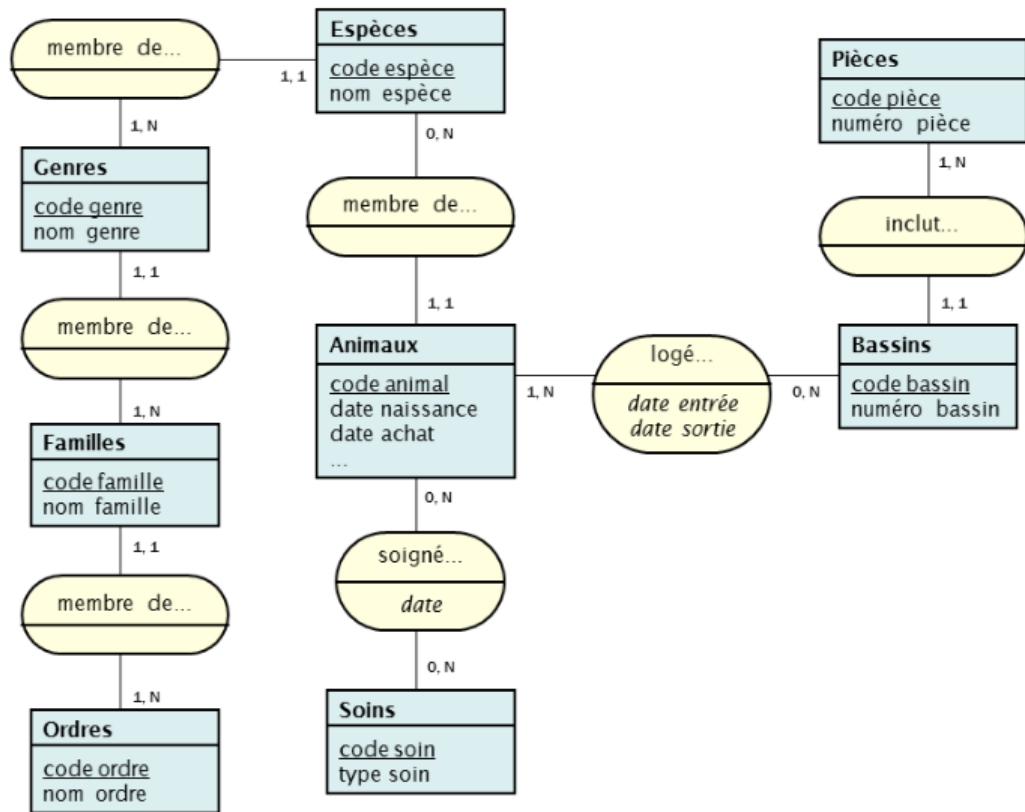 membre de...
1, 1
Espèces
code espèce
nom espèce
Pièces
code pièce
numéro pièce
1, N
0, N
1, N
Genres
code genre
nom genre
membre de...
inclut...
1, 1
1, 1
1, 1
membre de...
Animaux
code animal
date naissance
date achat
...
1, N
logé...
date entrée
date sortie
0, N
Bassins
code bassin
numéro bassin
1, N
Familles
code famille
nom famille
0, N
1, 1
soigné...
date
membre de...
0, N
1, N
Soins
code soin
type soin
Ordres
code ordre
nom ordre